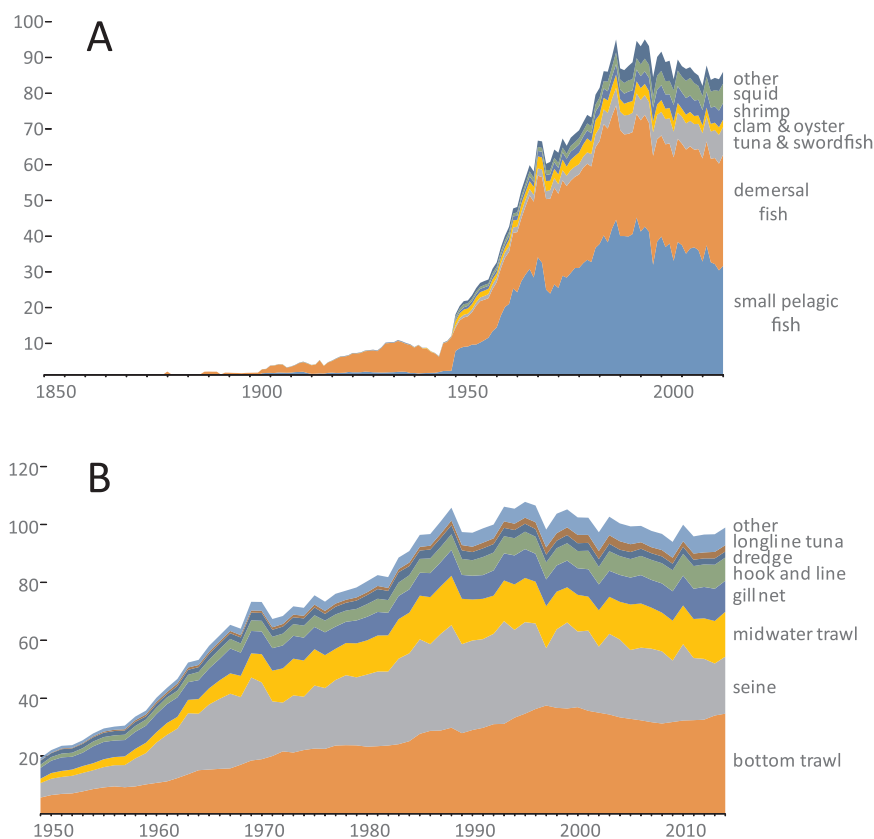 A
100
90
80
70
60
50
40
30
20
10
other
squid
shrimp
clam & oyster
tuna & swordfish
demersal
fish
small pelagic
fish
1850 1900 1950 2000
B
120
100
80
60
40
20
other
longline tuna
dredge
hook and line
gill net
midwater trawl
seine
bottom trawl
1950 1960 1970 1980 1990 2000 2010